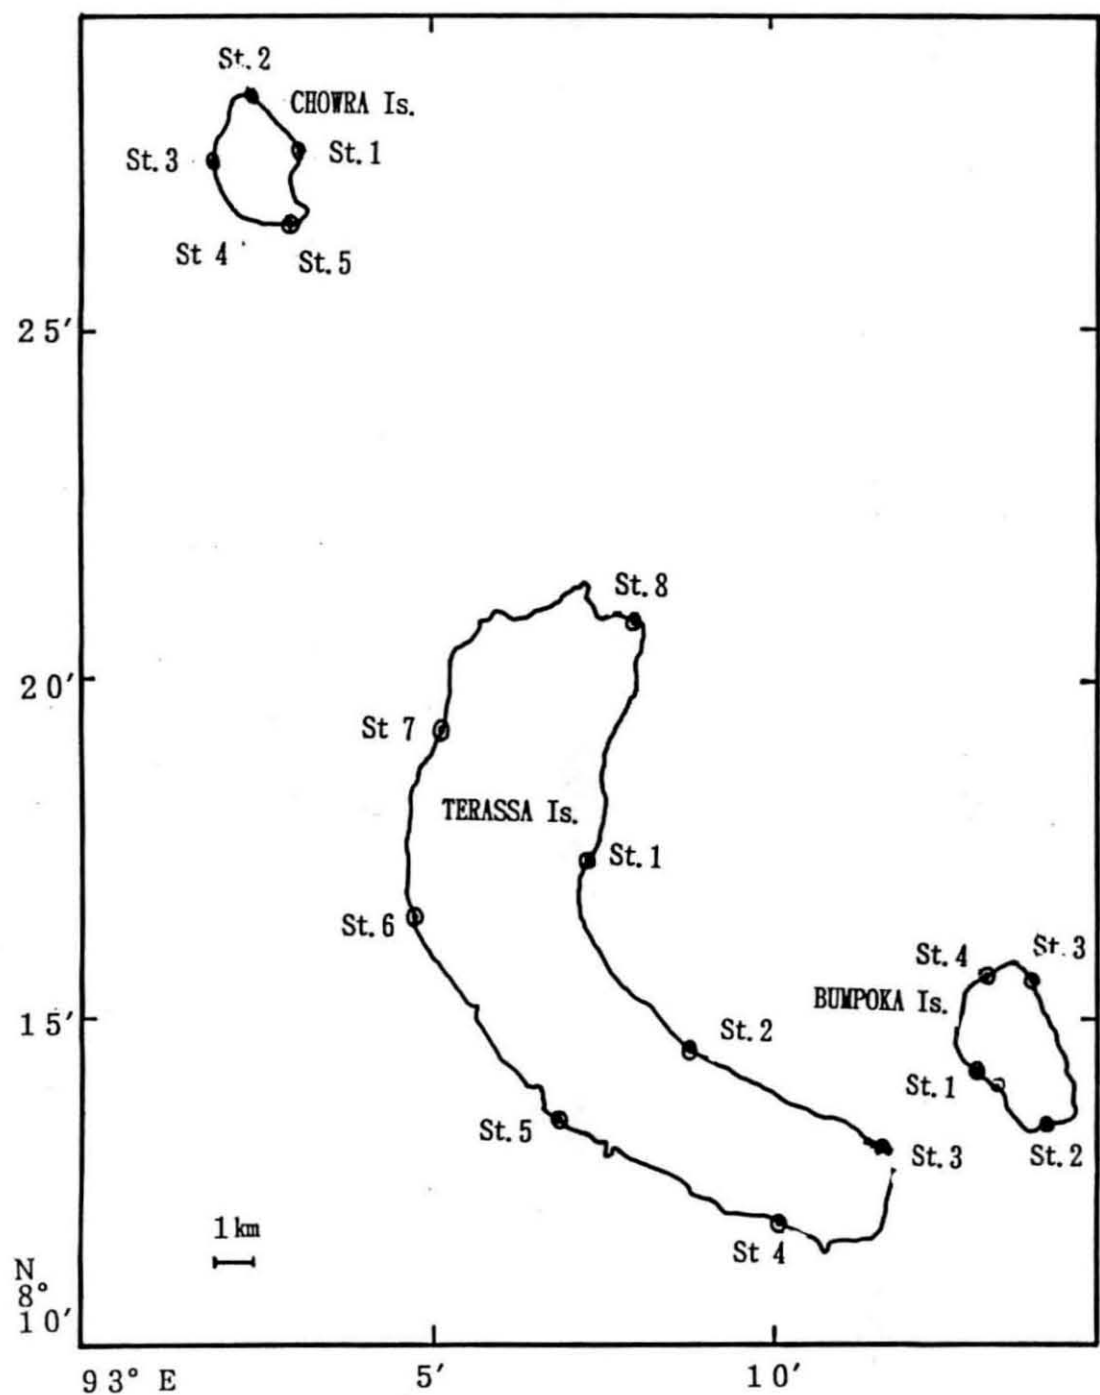 St. 2
CHOWRA Is.
St. 3
St. 1
St 4
St. 5
25′
St. 8
20′
St 7
TERASSA Is.
St. 1
St. 6
St. 4
St. 3
BUMPOKA Is.
15′
St. 2
St. 1
St. 5
St. 3
St. 2
1 km
St 4
N
8°
10′
93° E
5′
10′